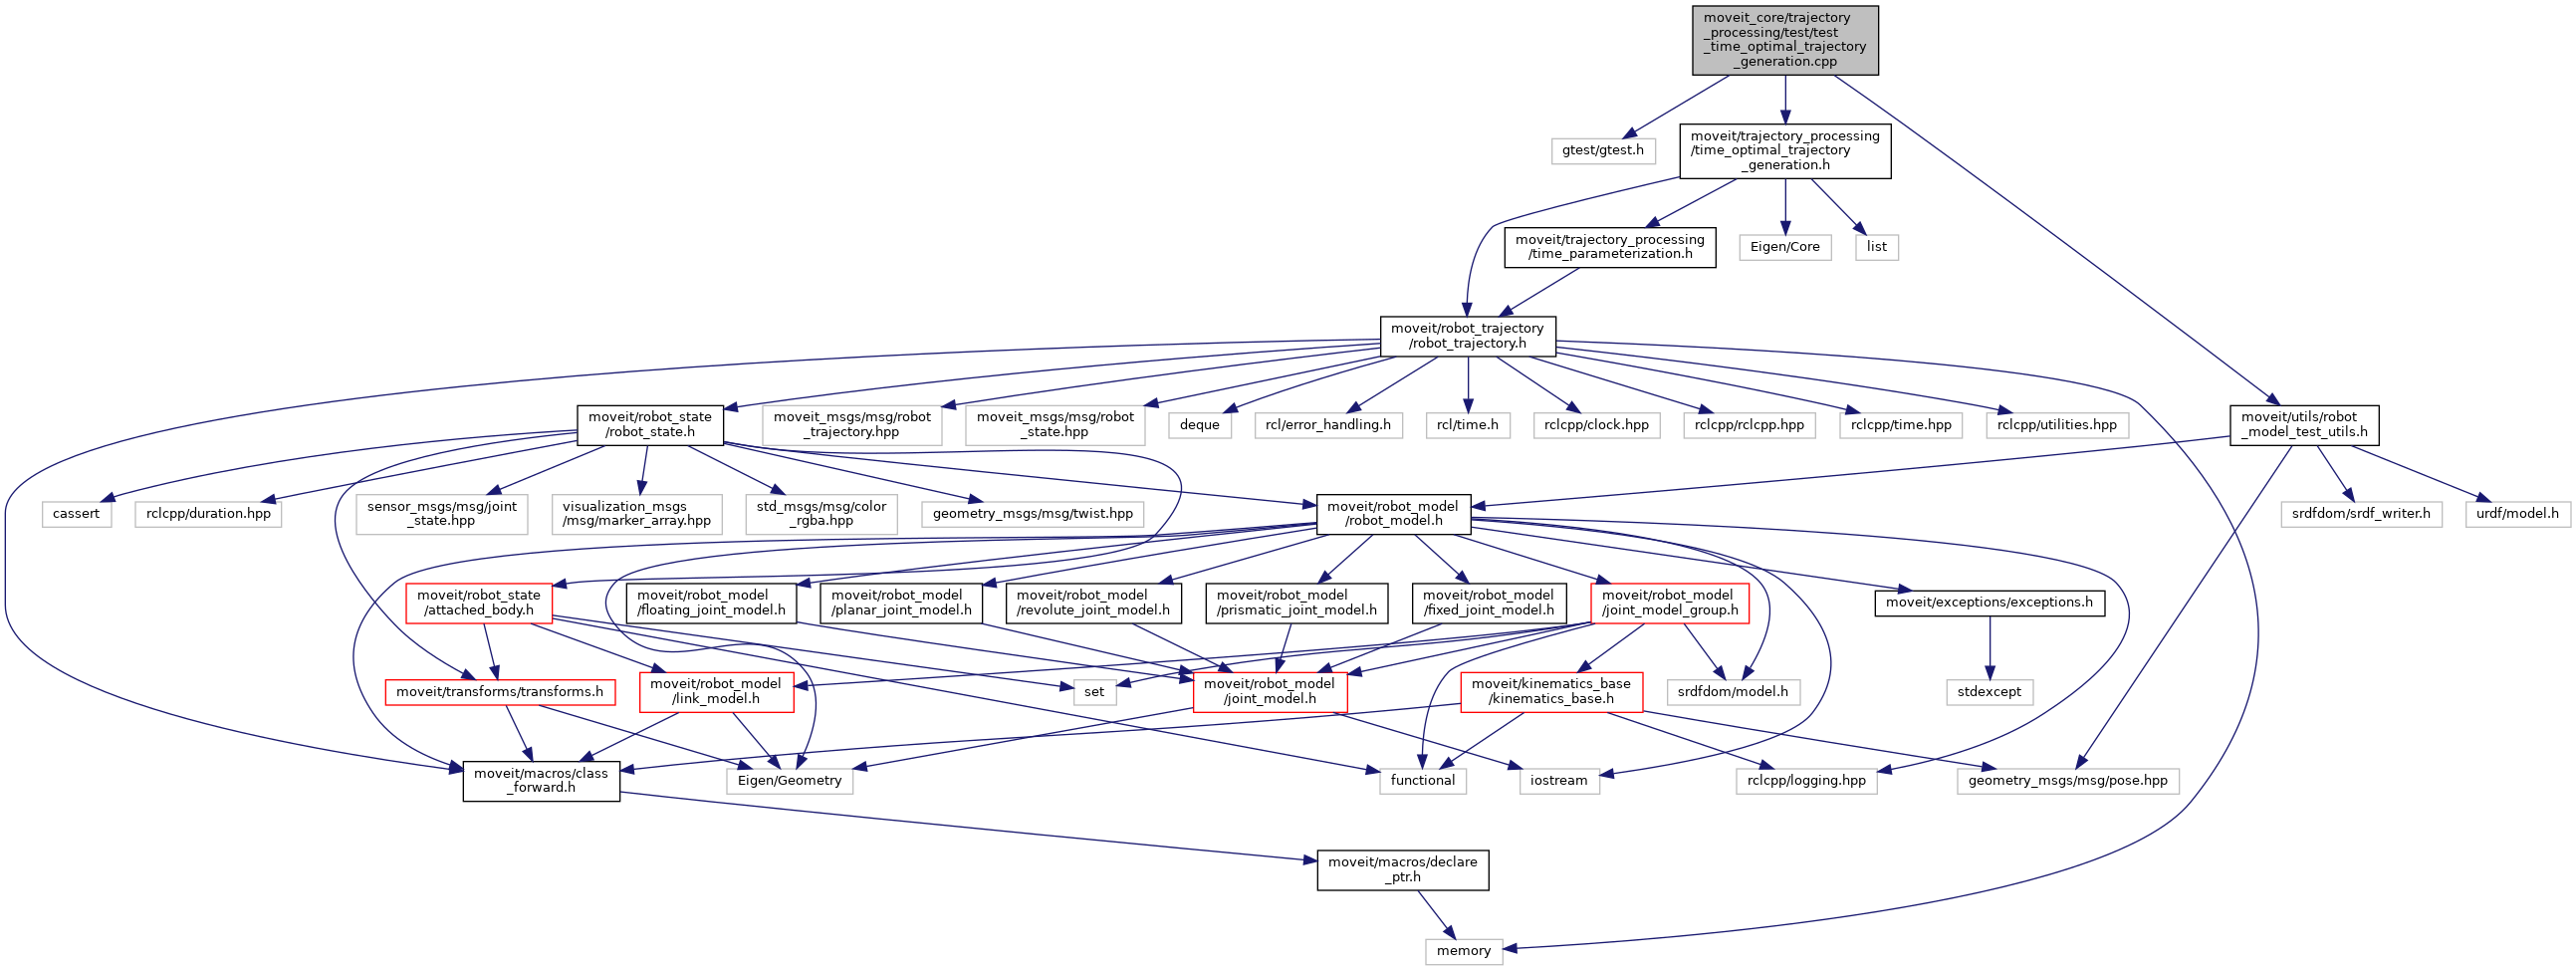 moveit_core/trajectory
_processing/test/test
_time_optimal_trajectory
_generation.cpp
gtest/gtest.h
moveit/trajectory_processing
/time_optimal_trajectory
_generation.h
moveit/trajectory_processing
/time_parameterization.h
Eigen/Core
list
moveit/robot_trajectory
/robot_trajectory.h
moveit/robot_state
/robot_state.h
moveit_msgs/msg/robot
_trajectory.hpp
moveit_msgs/msg/robot
_state.hpp
deque
rcl/error_handling.h
rcl/time.h
rclcpp/clock.hpp
rclcpp/rclcpp.hpp
rclcpp/time.hpp
rclcpp/utilities.hpp
moveit/utils/robot
_model_test_utils.h
cassert
rclcpp/duration.hpp
sensor_msgs/msg/joint
_state.hpp
visualization_msgs
/msg/marker_array.hpp
std_msgs/msg/color
_rgba.hpp
geometry_msgs/msg/twist.hpp
moveit/robot_model
/robot_model.h
srdfdom/srdf_writer.h
urdf/model.h
moveit/robot_state
/attached_body.h
moveit/robot_model
/floating_joint_model.h
moveit/robot_model
/planar_joint_model.h
moveit/robot_model
/revolute_joint_model.h
moveit/robot_model
/prismatic_joint_model.h
moveit/robot_model
/fixed_joint_model.h
moveit/robot_model
/joint_model_group.h
moveit/exceptions/exceptions.h
moveit/transforms/transforms.h
moveit/robot_model
/link_model.h
set
moveit/robot_model
/joint_model.h
moveit/kinematics_base
/kinematics_base.h
srdfdom/model.h
stdexcept
moveit/macros/class
_forward.h
Eigen/Geometry
functional
iostream
rclcpp/logging.hpp
geometry_msgs/msg/pose.hpp
moveit/macros/declare
_ptr.h
memory